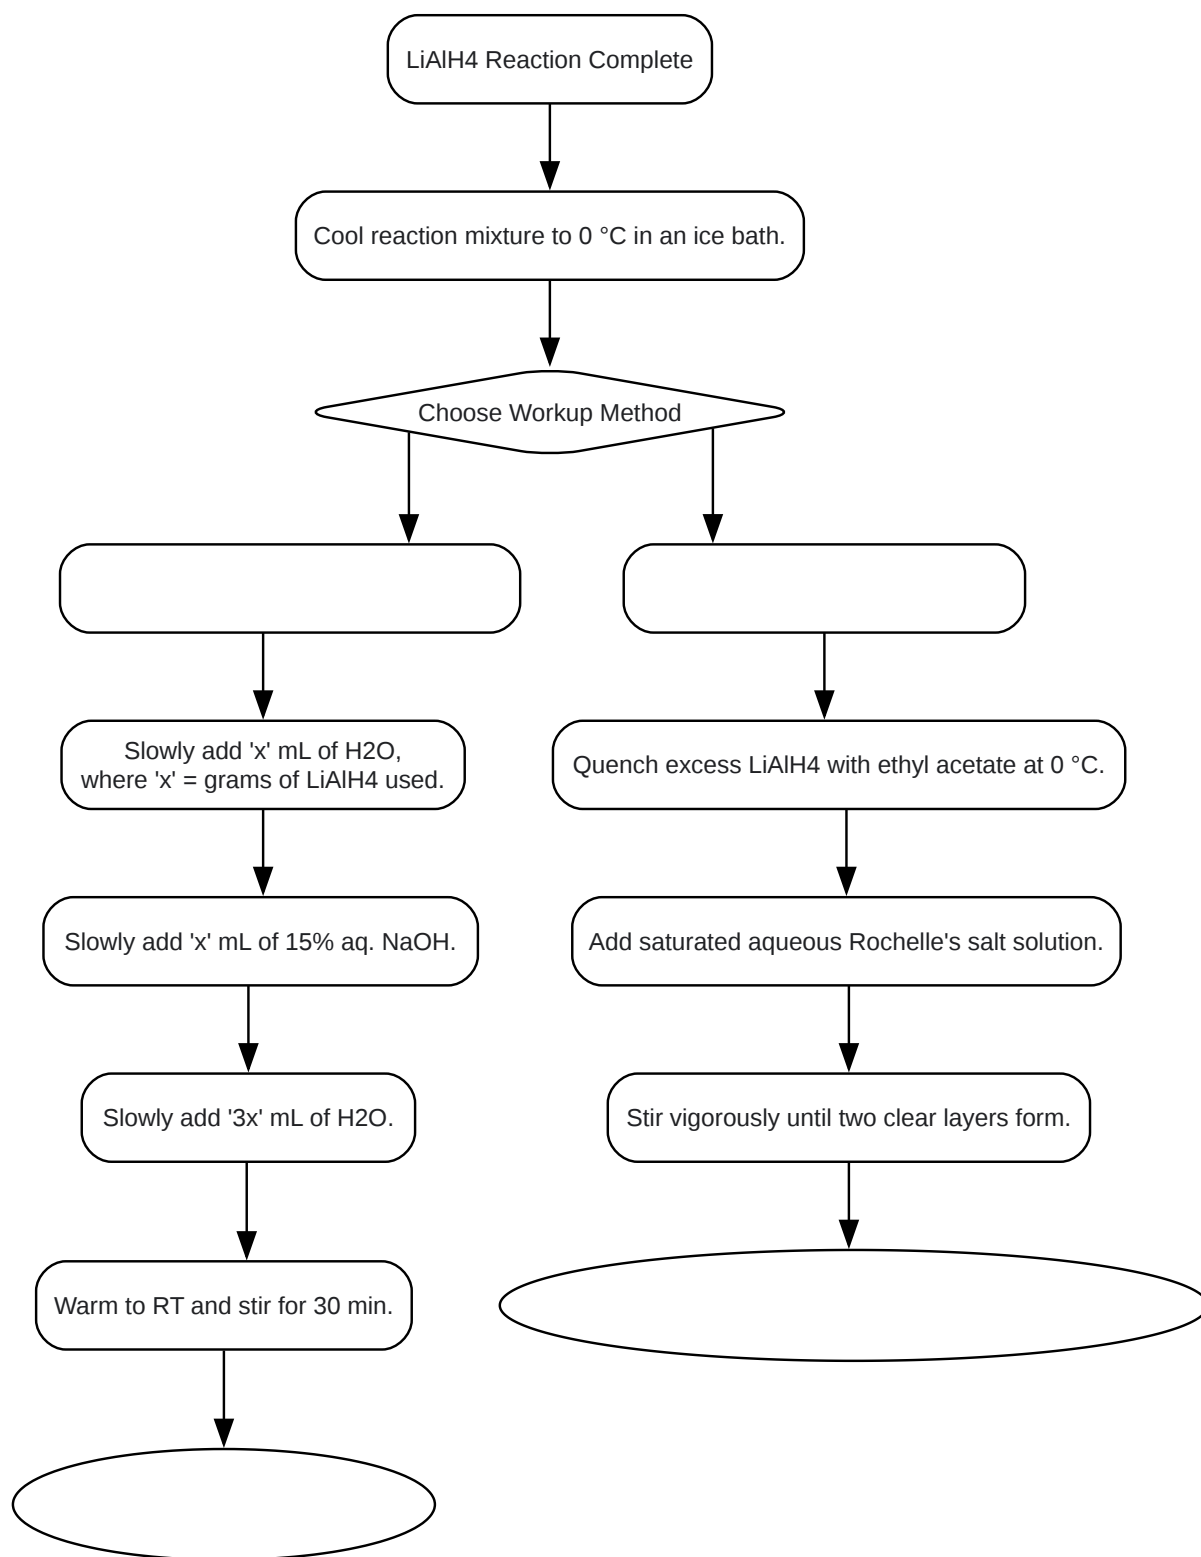 LiAlH4 Reaction Complete
Cool reaction mixture to 0 °C in an ice bath.
Choose Workup Method
Slowly add 'x' mL of H2O,
where 'x' = grams of LiAlH4 used.
Slowly add 'x' mL of 15% aq. NaOH.
Slowly add '3x' mL of H2O.
Warm to RT and stir for 30 min.
Quench excess LiAlH4 with ethyl acetate at 0 °C.
Add saturated aqueous Rochelle's salt solution.
Stir vigorously until two clear layers form.